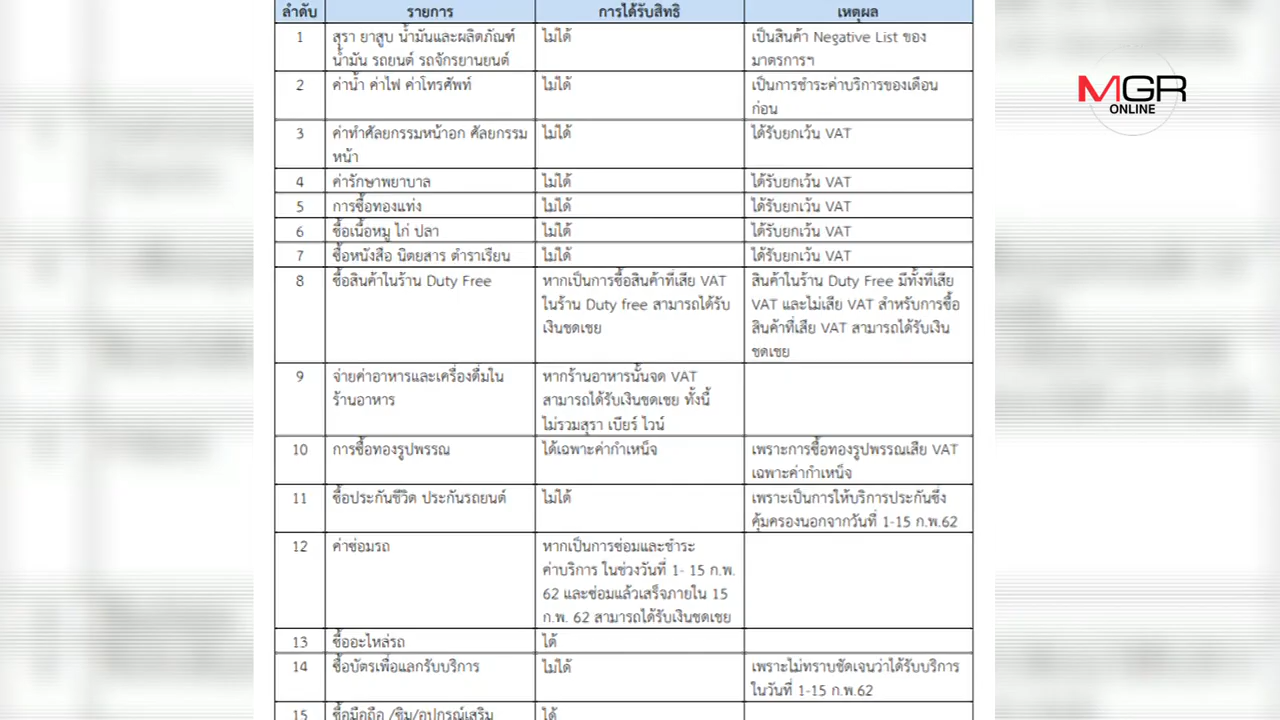 ลำดับ รายการ การได้รับสิทธิ เหตุผล
1 สุรา ยาสูบ น้ำมันและผลิตภัณฑ์ ไม่ได้ เป็นสินค้า Negative List ของ
น้ำมัน รถยนต์ รถจักรยานยนต์ มาตรการฯ
2 ค่าน้ำ ค่าไฟ ค่าโทรศัพท์ ไม่ได้ เป็นการชำระค่าบริการของเดือน
ก่อน
3 ค่าทำศัลยกรรมหน้าอก ศัลยกรรม ไม่ได้ ได้รับยกเว้น VAT
หน้า
4 ค่ารักษาพยาบาล ไม่ได้ ได้รับยกเว้น VAT
5 การซื้อทองแท่ง ไม่ได้ ได้รับยกเว้น VAT
6 ซื้อเนื้อหมู ไก่ ปลา ไม่ได้ ได้รับยกเว้น VAT
7 ซื้อหนังสือ นิตยสาร ตำราเรียน ไม่ได้ ได้รับยกเว้น VAT
8 ซื้อสินค้าในร้าน Duty Free หากเป็นการซื้อสินค้าที่เสีย VAT สินค้าในร้าน Duty Free มีทั้งที่เสีย
ในร้าน Duty free สามารถได้รับ VAT และไม่เสีย VAT สำหรับการซื้อ
เงินชดเชย สินค้าที่เสีย VAT สามารถได้รับเงิน
ชดเชย
9 จ่ายค่าอาหารและเครื่องดื่มใน หากร้านอาหารนั้นจด VAT
ร้านอาหาร สามารถได้รับเงินชดเชย ทั้งนี้
ไม่รวมสุรา เบียร์ ไวน์
10 การซื้อทองรูปพรรณ ได้เฉพาะค่ากำเหน็จ เพราะการซื้อทองรูปพรรณเสีย VAT
เฉพาะค่ากำเหน็จ
11 ซื้อประกันชีวิต ประกันรถยนต์ ไม่ได้ เพราะเป็นการให้บริการประกันซึ่ง
คุ้มครองนอกจากวันที่ 1-15 ก.พ.62
12 ค่าซ่อมรถ หากเป็นการซ่อมและชำระ
ค่าบริการ ในช่วงวันที่ 1- 15 ก.พ.
62 และซ่อมแล้วเสร็จภายใน 15
ก.พ. 62 สามารถได้รับเงินชดเชย
13 ซื้ออะไหล่รถ ได้
14 ซื้อบัตรเพื่อแลกรับบริการ ไม่ได้ เพราะไม่ทราบชัดเจนว่าได้รับบริการ
ในวันที่ 1-15 ก.พ.62
15 ซื้อมือถือ /ซิม/อุปกรณ์เสริม ได้
MGR
ONLINE